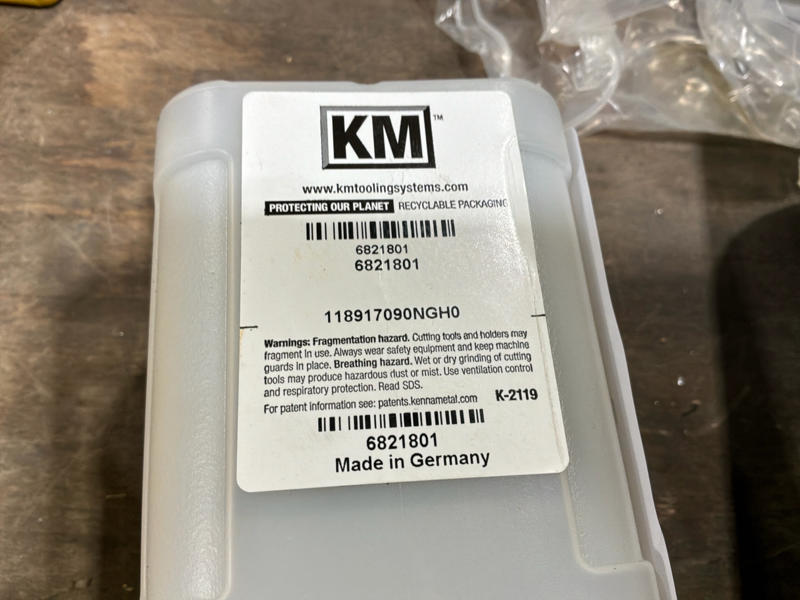 KM™
www.kmtoolingsystems.com
PROTECTING OUR PLANET RECYCLABLE PACKAGING
6821801
6821801
118917090NGH0
Warnings: Fragmentation hazard. Cutting tools and holders may
fragment in use. Always wear safety equipment and keep machine
guards in place. Breathing hazard. Wet or dry grinding of cutting
tools may produce hazardous dust or mist. Use ventilation control
and respiratory protection. Read SDS.
For patent information see: patents.kennametal.com K-2119
6821801
Made in Germany